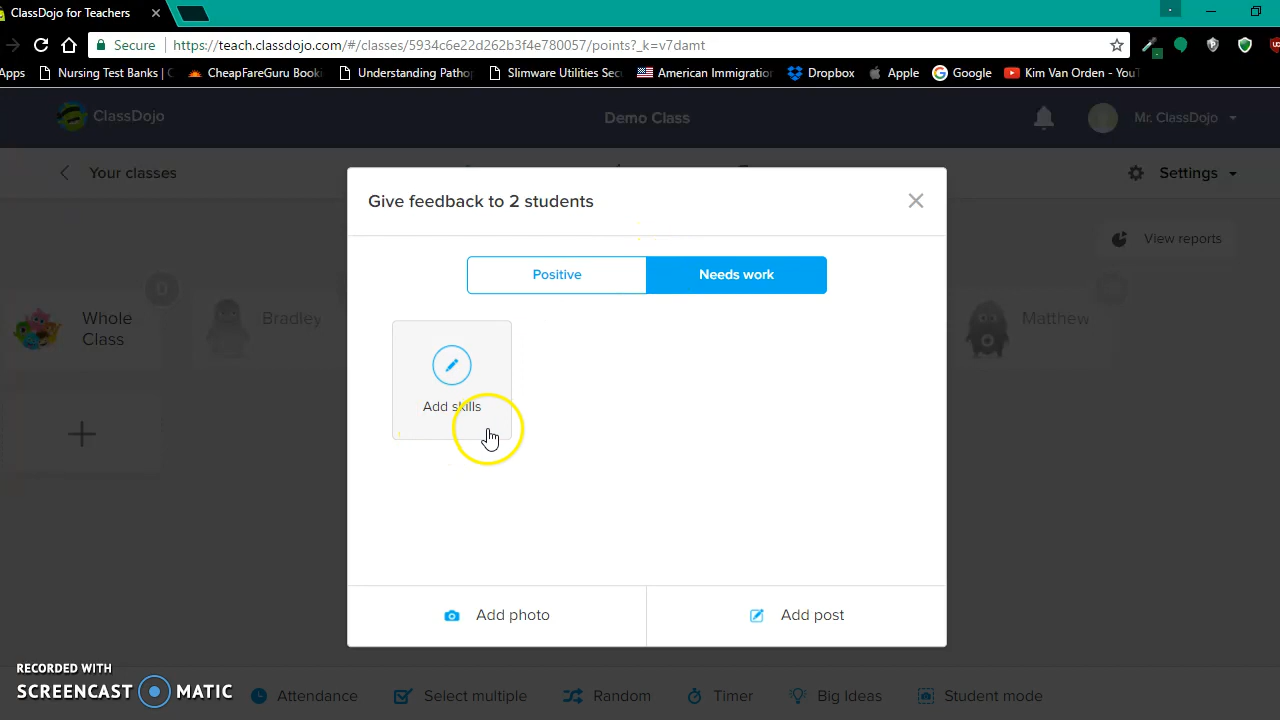 ClassDojo for Teachers
Secure https://teach.classdojo.com/#/classes/5934c6e22d262b3f4e780057/points?_k=v7damt
Apps Nursing Test Banks | CheapFareGuru Booki Understanding Pathop Slimware Utilities Sec American Immigration Dropbox Apple Google Kim Van Orden - YouT
ClassDojo Demo Class Mr. ClassDojo
Your classes Settings
Give feedback to 2 students
View reports
Positive Needs work
0
Whole
Class
Bradley
Matthew
Add skills
Add photo Add post
RECORDED WITH
SCREENCAST MATIC
Attendance Select multiple Random Timer Big Ideas Student mode